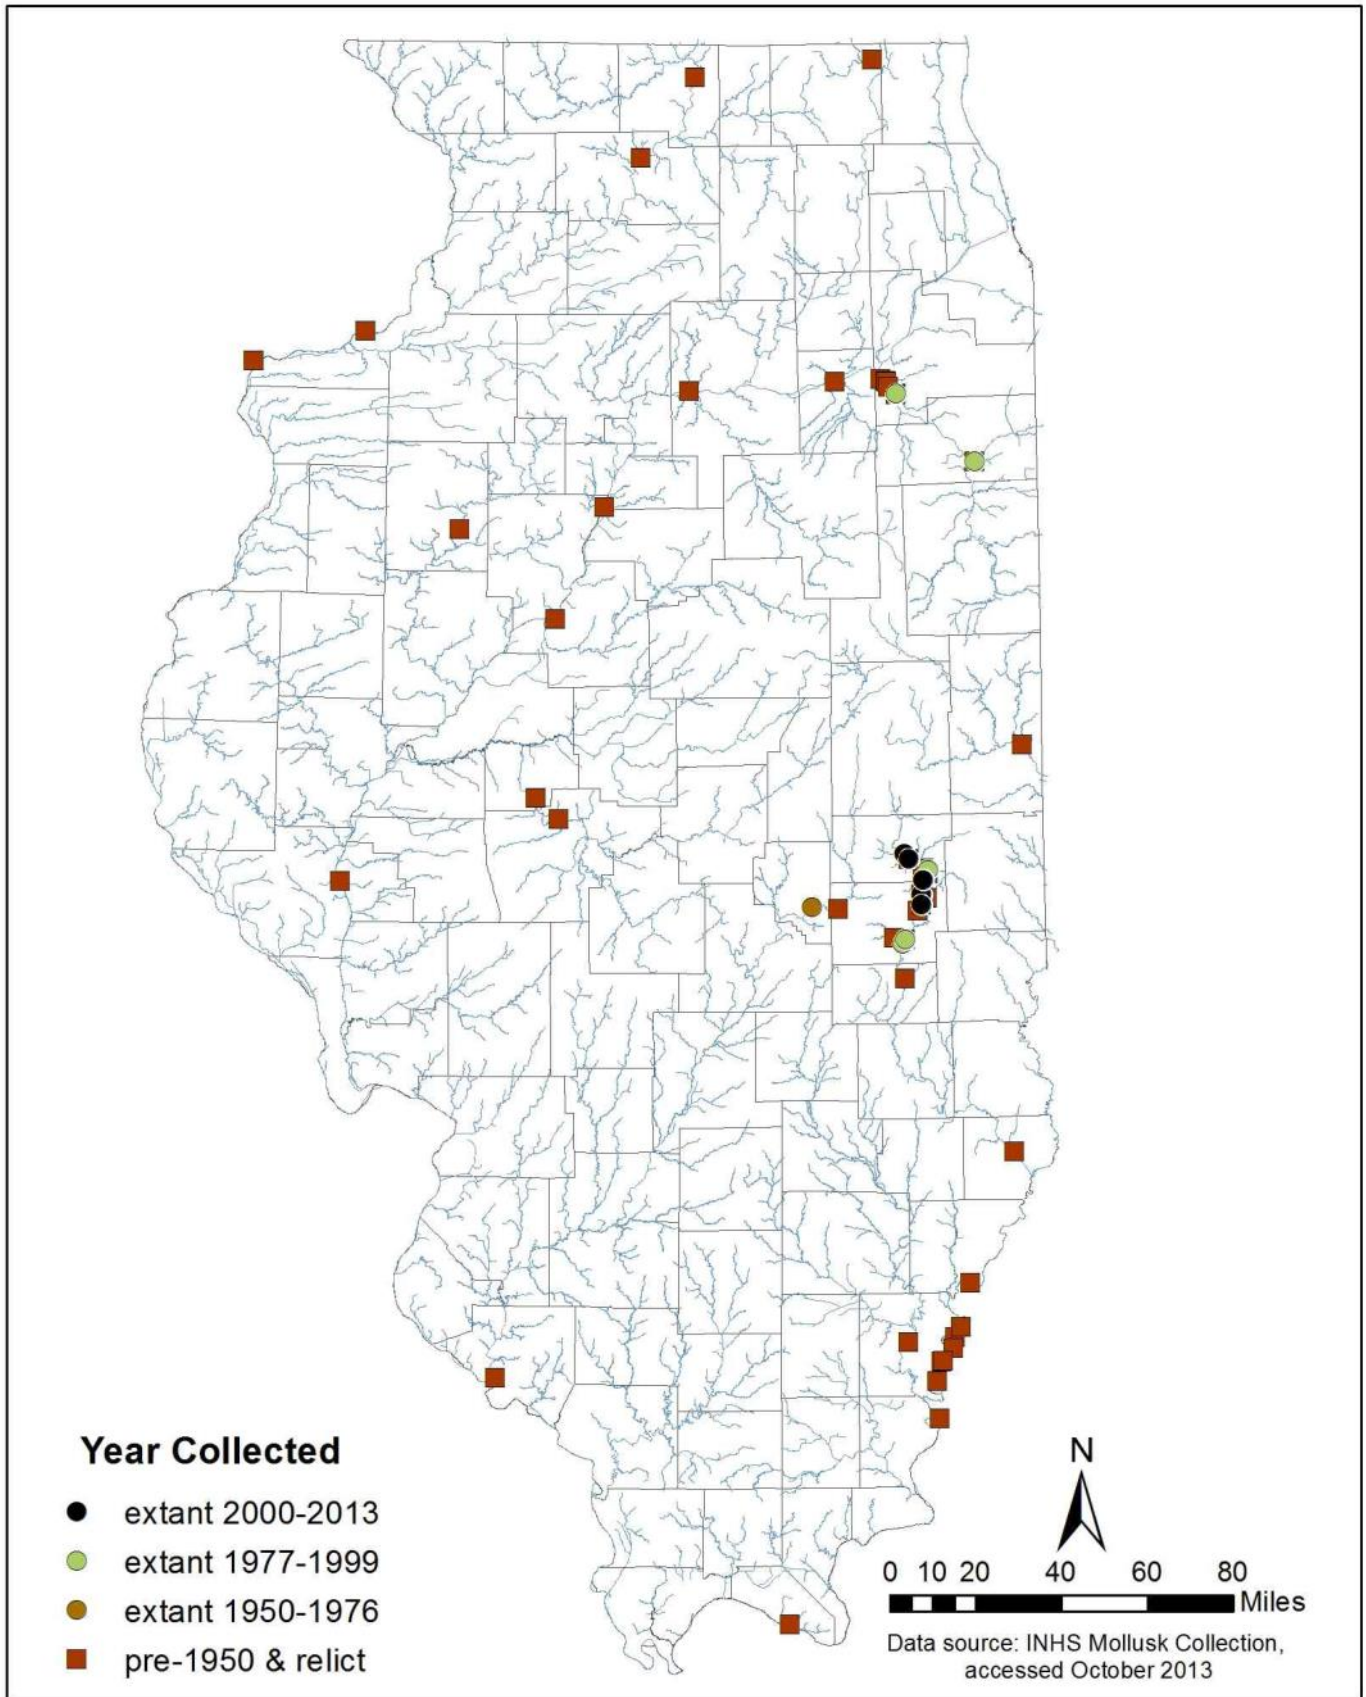 Year Collected
extant 2000-2013
extant 1977-1999
extant 1950-1976
pre-1950 & relict
N
0 10 20 40 60 80
Miles
Data source: INHS Mollusk Collection,
accessed October 2013